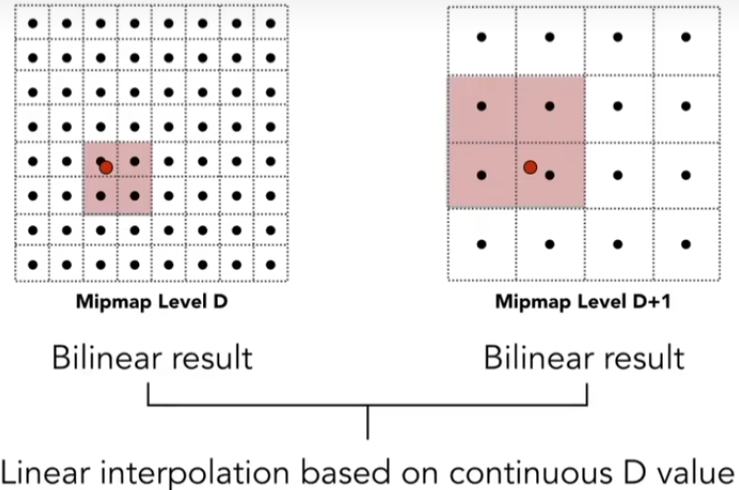 Mipmap Level D
Mipmap Level D+1
Bilinear result
Bilinear result
Linear interpolation based on continuous D value